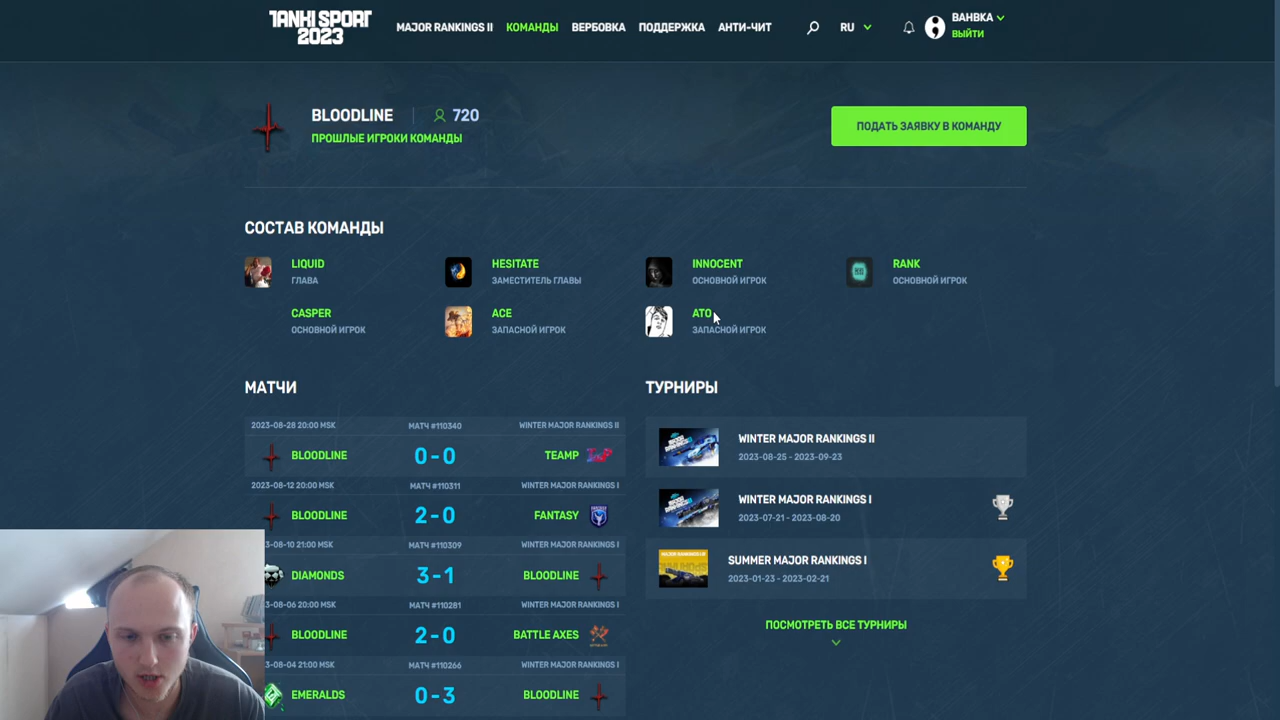 TANKI SPORT
2023
MAJOR RANKINGS II
КОМАНДЫ
ВЕРБОВКА
ПОДДЕРЖКА
АНТИ-ЧИТ
RU
ВАНВКА
ВЫЙТИ
BLOODLINE
720
ПРОШЛЫЕ ИГРОКИ КОМАНДЫ
ПОДАТЬ ЗАЯВКУ В КОМАНДУ
СОСТАВ КОМАНДЫ
LIQUID
ГЛАВА
HESITATE
ЗАМЕСТИТЕЛЬ ГЛАВЫ
INNOCENT
ОСНОВНОЙ ИГРОК
RANK
ОСНОВНОЙ ИГРОК
CASPER
ОСНОВНОЙ ИГРОК
ACE
ЗАПАСНОЙ ИГРОК
ATO
ЗАПАСНОЙ ИГРОК
МАТЧИ
2023-08-28 20:00 MSK МАТЧ #110340 WINTER MAJOR RANKINGS II
BLOODLINE 0-0 TEAMP
2023-08-12 20:00 MSK МАТЧ #110311 WINTER MAJOR RANKINGS I
BLOODLINE 2-0 FANTASY
-08-10 21:00 MSK МАТЧ #110309 WINTER MAJOR RANKINGS I
DIAMONDS 3-1 BLOODLINE
-08-06 20:00 MSK МАТЧ #110281 WINTER MAJOR RANKINGS I
BLOODLINE 2-0 BATTLE AXES
-08-04 21:00 MSK МАТЧ #110266 WINTER MAJOR RANKINGS I
EMERALDS 0-3 BLOODLINE
ТУРНИРЫ
WINTER MAJOR RANKINGS II
2023-08-25 - 2023-09-23
WINTER MAJOR RANKINGS I
2023-07-21 - 2023-08-20
SUMMER MAJOR RANKINGS I
2023-01-23 - 2023-02-21
ПОСМОТРЕТЬ ВСЕ ТУРНИРЫ